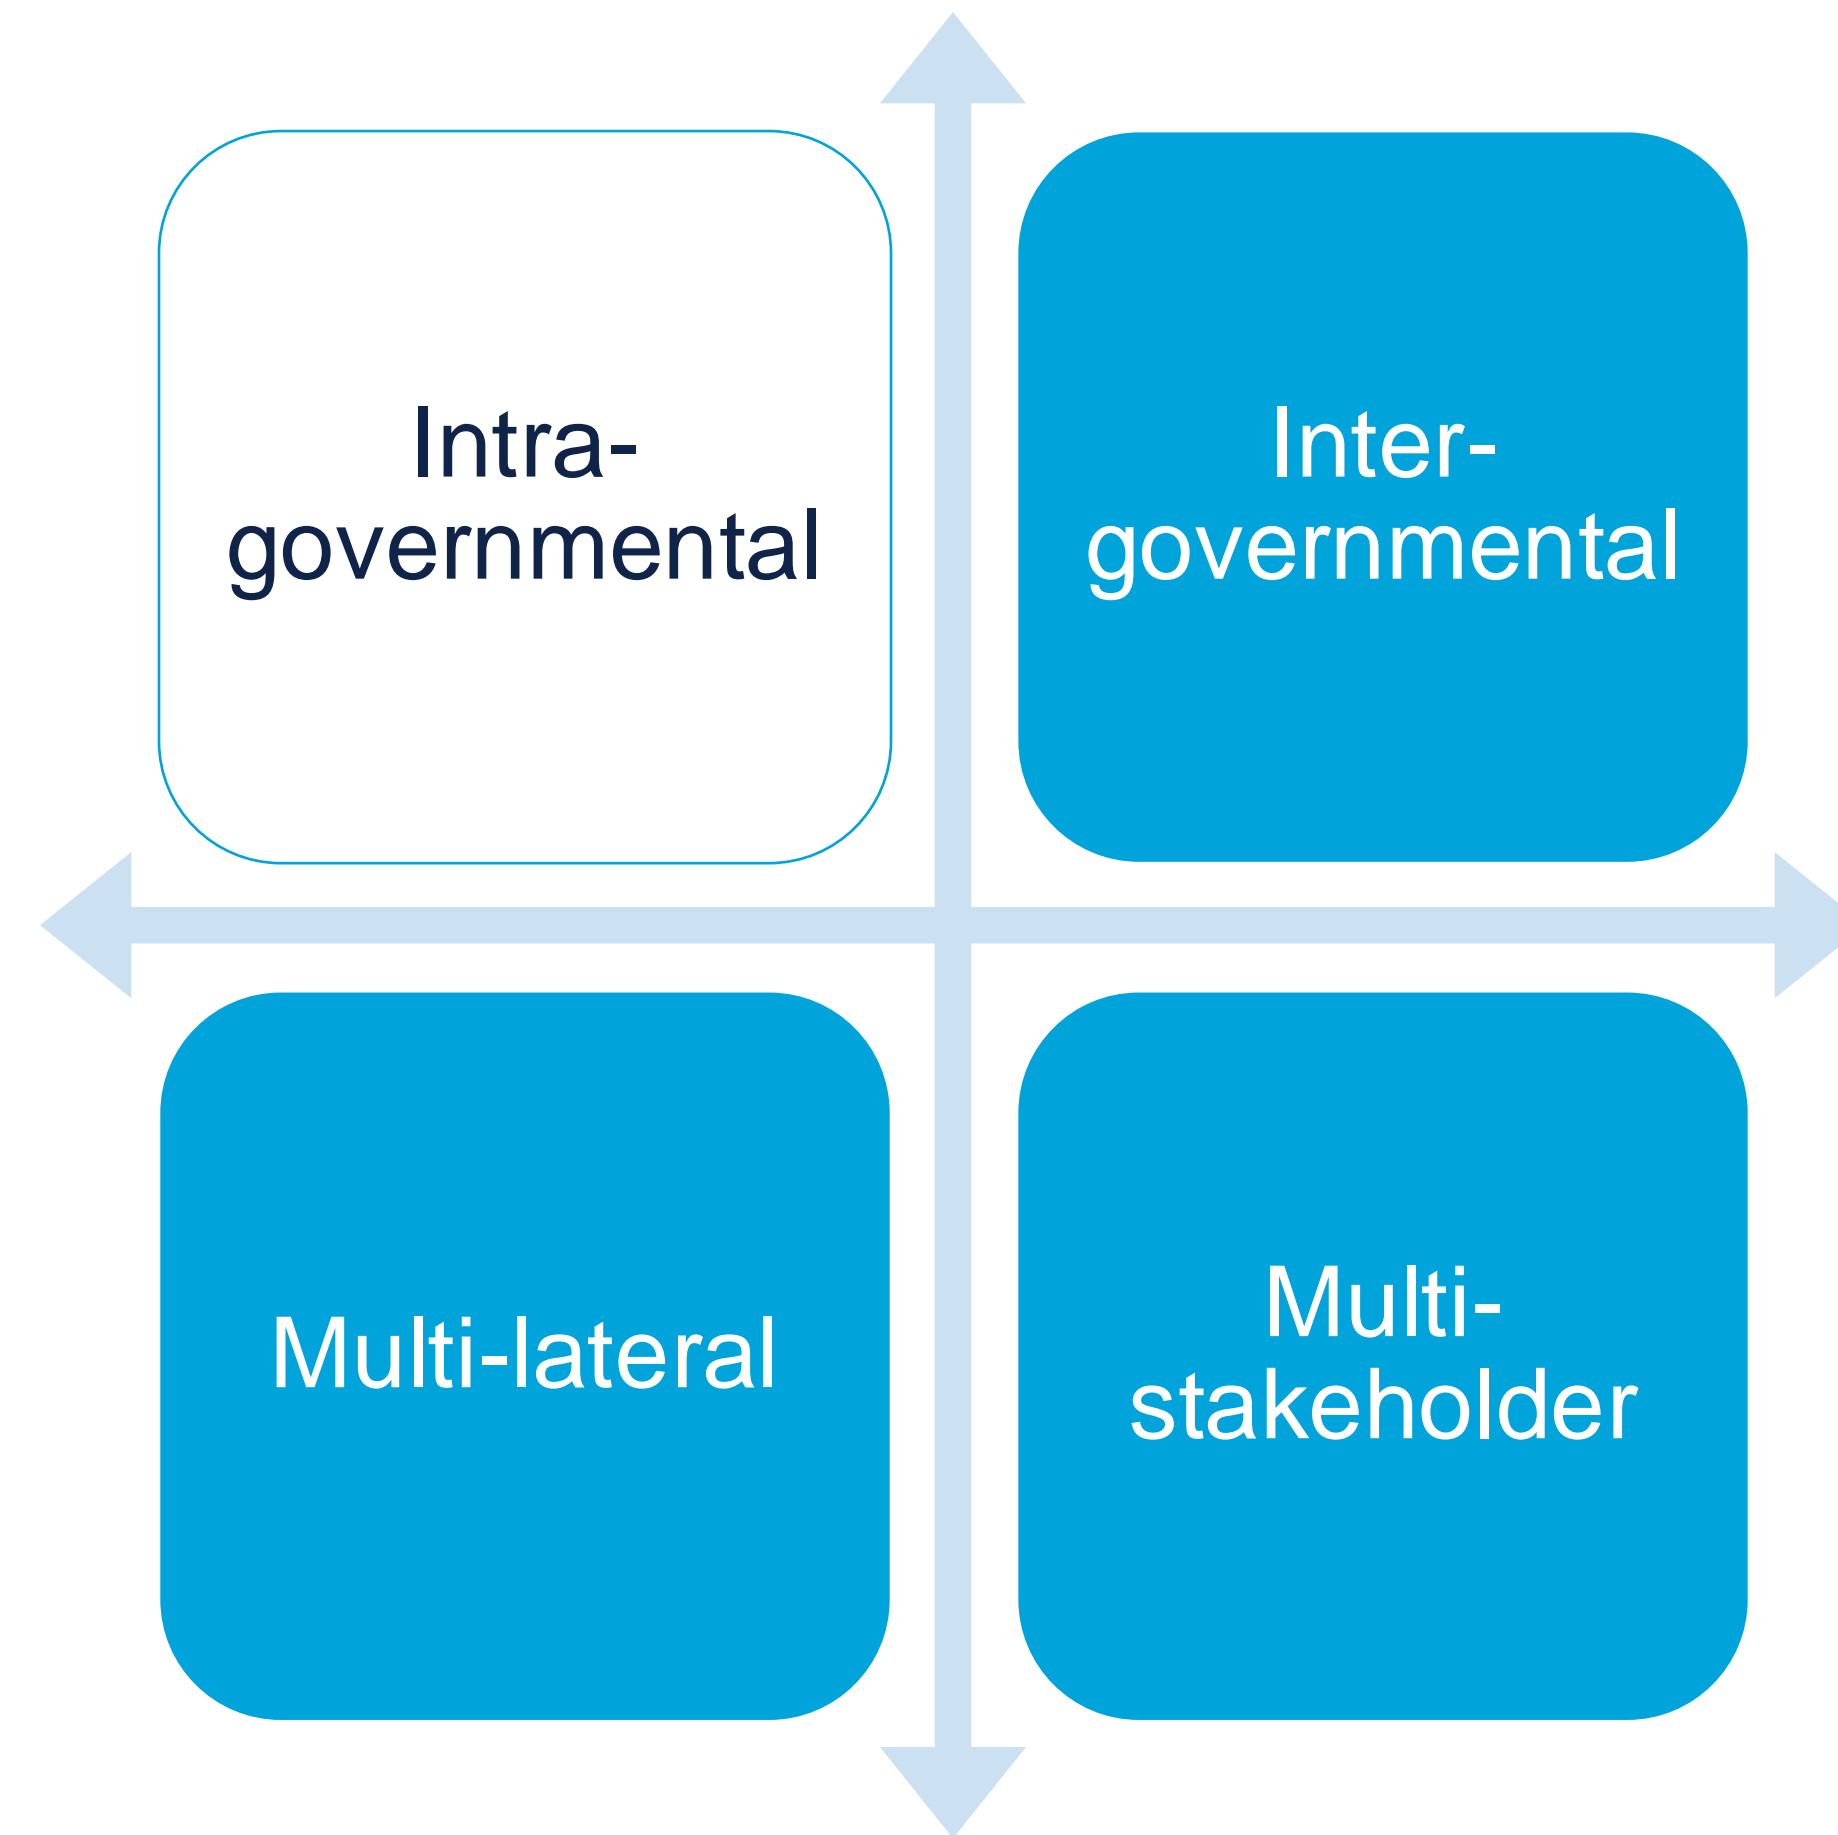 Intra-
governmental
Inter-
governmental
Multi-lateral
Multi-
stakeholder